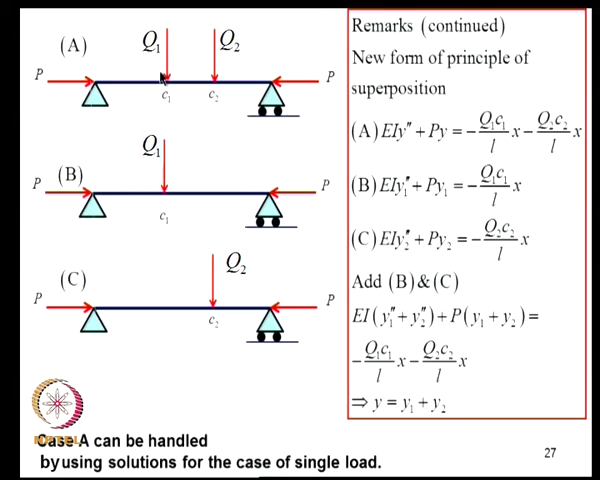 (A)
Q₁
Q₂
P
P
c₁
c₂
(B)
Q₁
P
P
c₁
(C)
Q₂
P
P
c₂
NPTEL
Case A can be handled
by using solutions for the case of single load.
Remarks (continued)
New form of principle of
superposition
(A) EIy″ + Py = −(Q₁c₁/l)x − (Q₂c₂/l)x
(B) EIy₁″ + Py₁ = −(Q₁c₁/l)x
(C) EIy₂″ + Py₂ = −(Q₂c₂/l)x
Add (B) & (C)
EI(y₁″ + y₂″) + P(y₁ + y₂) =
−(Q₁c₁/l)x − (Q₂c₂/l)x
⇒ y = y₁ + y₂
27